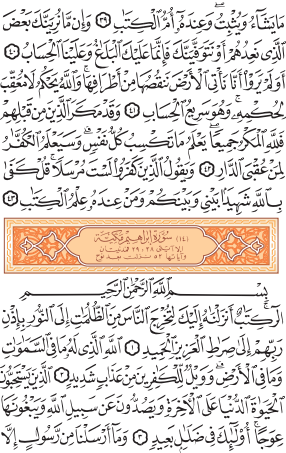 مَا يَشَآءُ وَيُثْبِتُ ۖ وَعِندَهُۥٓ أُمُّ ٱلْكِتَٰبِ ٣٩ وَإِن مَّا نُرِيَنَّكَ بَعْضَ
ٱلَّذِى نَعِدُهُمْ أَوْ نَتَوَفَّيَنَّكَ فَإِنَّمَا عَلَيْكَ ٱلْبَلَٰغُ وَعَلَيْنَا ٱلْحِسَابُ ٤٠
أَوَلَمْ يَرَوْا۟ أَنَّا نَأْتِى ٱلْأَرْضَ نَنقُصُهَا مِنْ أَطْرَافِهَا ۚ وَٱللَّهُ يَحْكُمُ لَا مُعَقِّبَ
لِحُكْمِهِۦ ۚ وَهُوَ سَرِيعُ ٱلْحِسَابِ ٤١ وَقَدْ مَكَرَ ٱلَّذِينَ مِن قَبْلِهِمْ
فَلِلَّهِ ٱلْمَكْرُ جَمِيعًا ۖ يَعْلَمُ مَا تَكْسِبُ كُلُّ نَفْسٍ ۗ وَسَيَعْلَمُ ٱلْكُفَّٰرُ
لِمَنْ عُقْبَى ٱلدَّارِ ٤٢ وَيَقُولُ ٱلَّذِينَ كَفَرُوا۟ لَسْتَ مُرْسَلًا ۚ قُلْ كَفَىٰ
بِٱللَّهِ شَهِيدًۢا بَيْنِى وَبَيْنَكُمْ وَمَنْ عِندَهُۥ عِلْمُ ٱلْكِتَٰبِ ٤٣
(١٤) سُورَةُ إبْرَاهِيم مَكِّيَّة
إلا آيتى ٢٨ و ٢٩ فمدنيتان
وآياتها ٥٢ نزلت بعد نوح
بِسْمِ ٱللَّهِ ٱلرَّحْمَٰنِ ٱلرَّحِيمِ
الٓر ۚ كِتَٰبٌ أَنزَلْنَٰهُ إِلَيْكَ لِتُخْرِجَ ٱلنَّاسَ مِنَ ٱلظُّلُمَٰتِ إِلَى ٱلنُّورِ بِإِذْنِ
رَبِّهِمْ إِلَىٰ صِرَٰطِ ٱلْعَزِيزِ ٱلْحَمِيدِ ١ ٱللَّهِ ٱلَّذِى لَهُۥ مَا فِى ٱلسَّمَٰوَٰتِ
وَمَا فِى ٱلْأَرْضِ ۗ وَوَيْلٌ لِّلْكَٰفِرِينَ مِنْ عَذَابٍ شَدِيدٍ ٢ ٱلَّذِينَ يَسْتَحِبُّونَ
ٱلْحَيَوٰةَ ٱلدُّنْيَا عَلَى ٱلْءَاخِرَةِ وَيَصُدُّونَ عَن سَبِيلِ ٱللَّهِ وَيَبْغُونَهَا
عِوَجًا ۚ أُو۟لَٰٓئِكَ فِى ضَلَٰلٍۭ بَعِيدٍ ٣ وَمَآ أَرْسَلْنَا مِن رَّسُولٍ إِلَّا